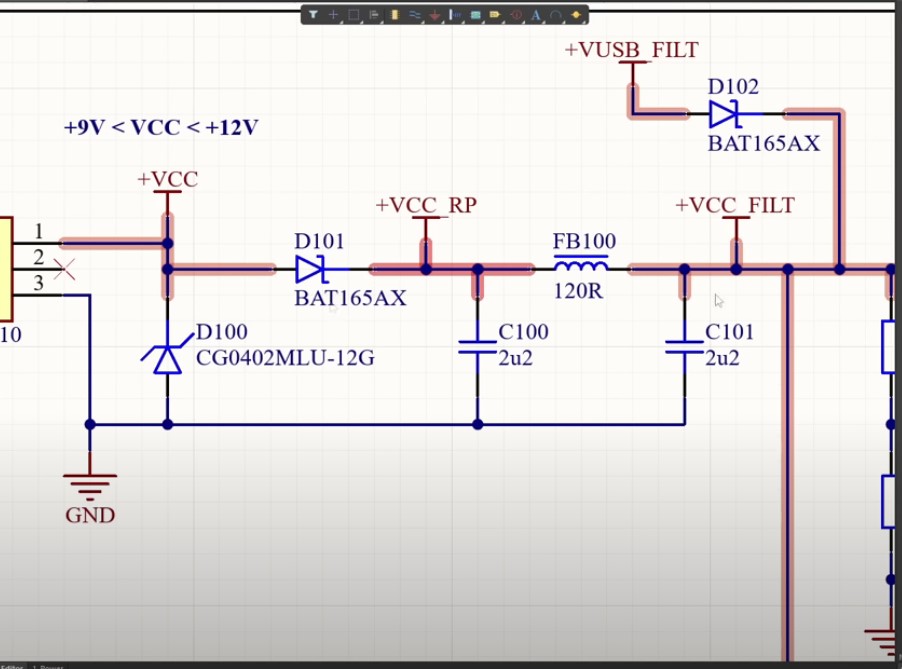 +VUSB_FILT
D102
BAT165AX
+9V < VCC < +12V
+VCC
+VCC_RP
+VCC_FILT
1
2
3
D101
BAT165AX
FB100
120R
10
D100
CG0402MLU-12G
C100
2u2
C101
2u2
GND